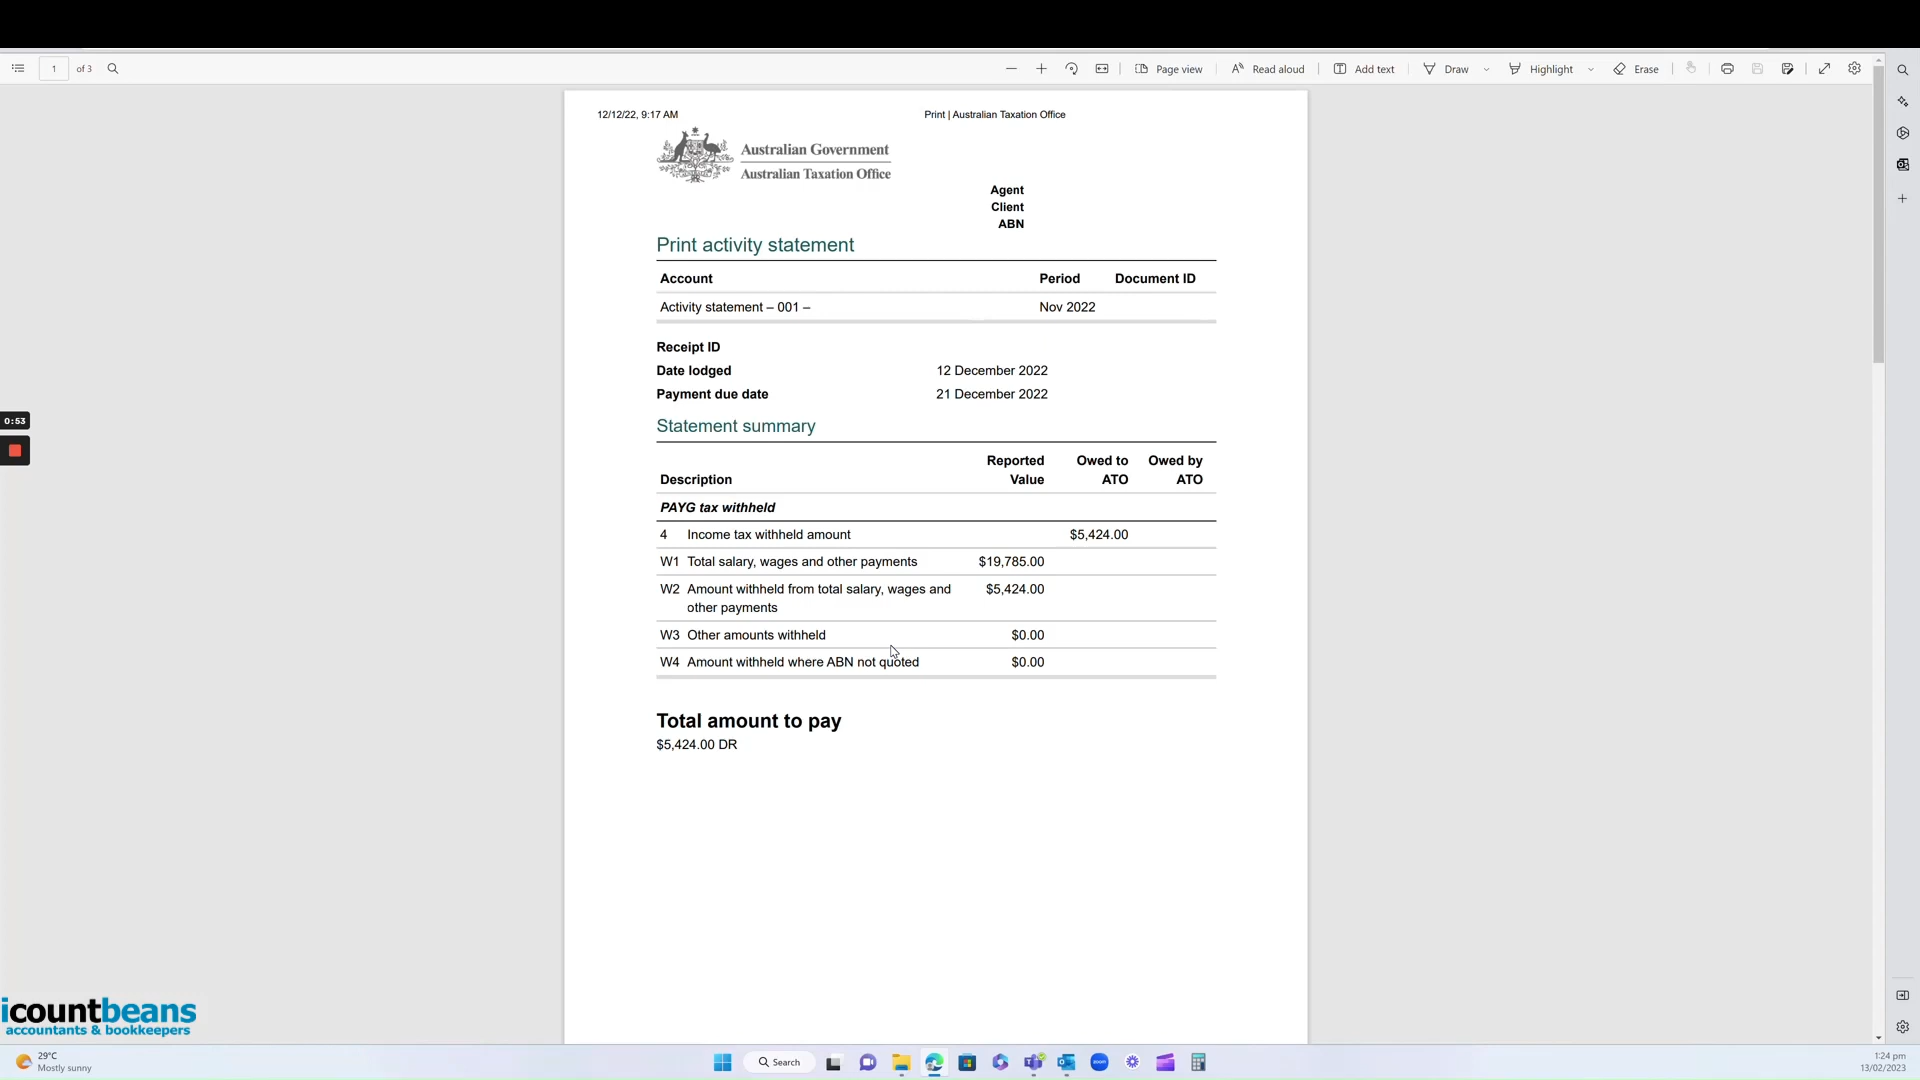 1 of 3
Page view
Read aloud
Add text
Draw
Highlight
Erase
12/12/22, 9:17 AM
Print | Australian Taxation Office
Australian Government
Australian Taxation Office
Agent
Client
ABN
Print activity statement
Account Period Document ID
Activity statement – 001 – Nov 2022
Receipt ID
Date lodged 12 December 2022
Payment due date 21 December 2022
Statement summary
Description Reported Value Owed to ATO Owed by ATO
PAYG tax withheld
4 Income tax withheld amount $5,424.00
W1 Total salary, wages and other payments $19,785.00
W2 Amount withheld from total salary, wages and $5,424.00
other payments
W3 Other amounts withheld $0.00
W4 Amount withheld where ABN not quoted $0.00
Total amount to pay
$5,424.00 DR
0:53
icountbeans
accountants & bookkeepers
29°C
Mostly sunny
Search
zoom
1:24 pm
13/02/2023